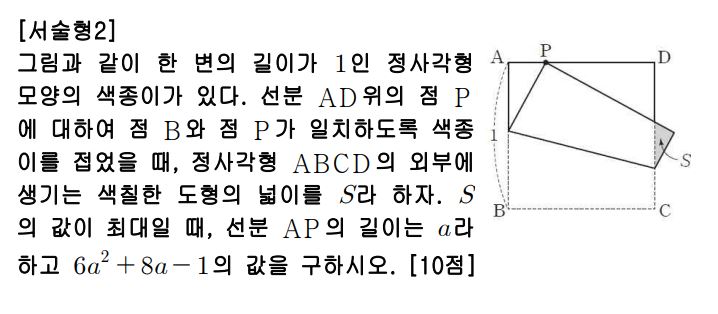 [서술형2]
그림과 같이 한 변의 길이가 1인 정사각형
모양의 색종이가 있다. 선분 AD위의 점 P
에 대하여 점 B와 점 P가 일치하도록 색종
이를 접었을 때, 정사각형 ABCD의 외부에
생기는 색칠한 도형의 넓이를 S라 하자. S
의 값이 최대일 때, 선분 AP의 길이는 a라
하고 6a² + 8a − 1의 값을 구하시오. [10점]
P
A
D
1
S
B
C